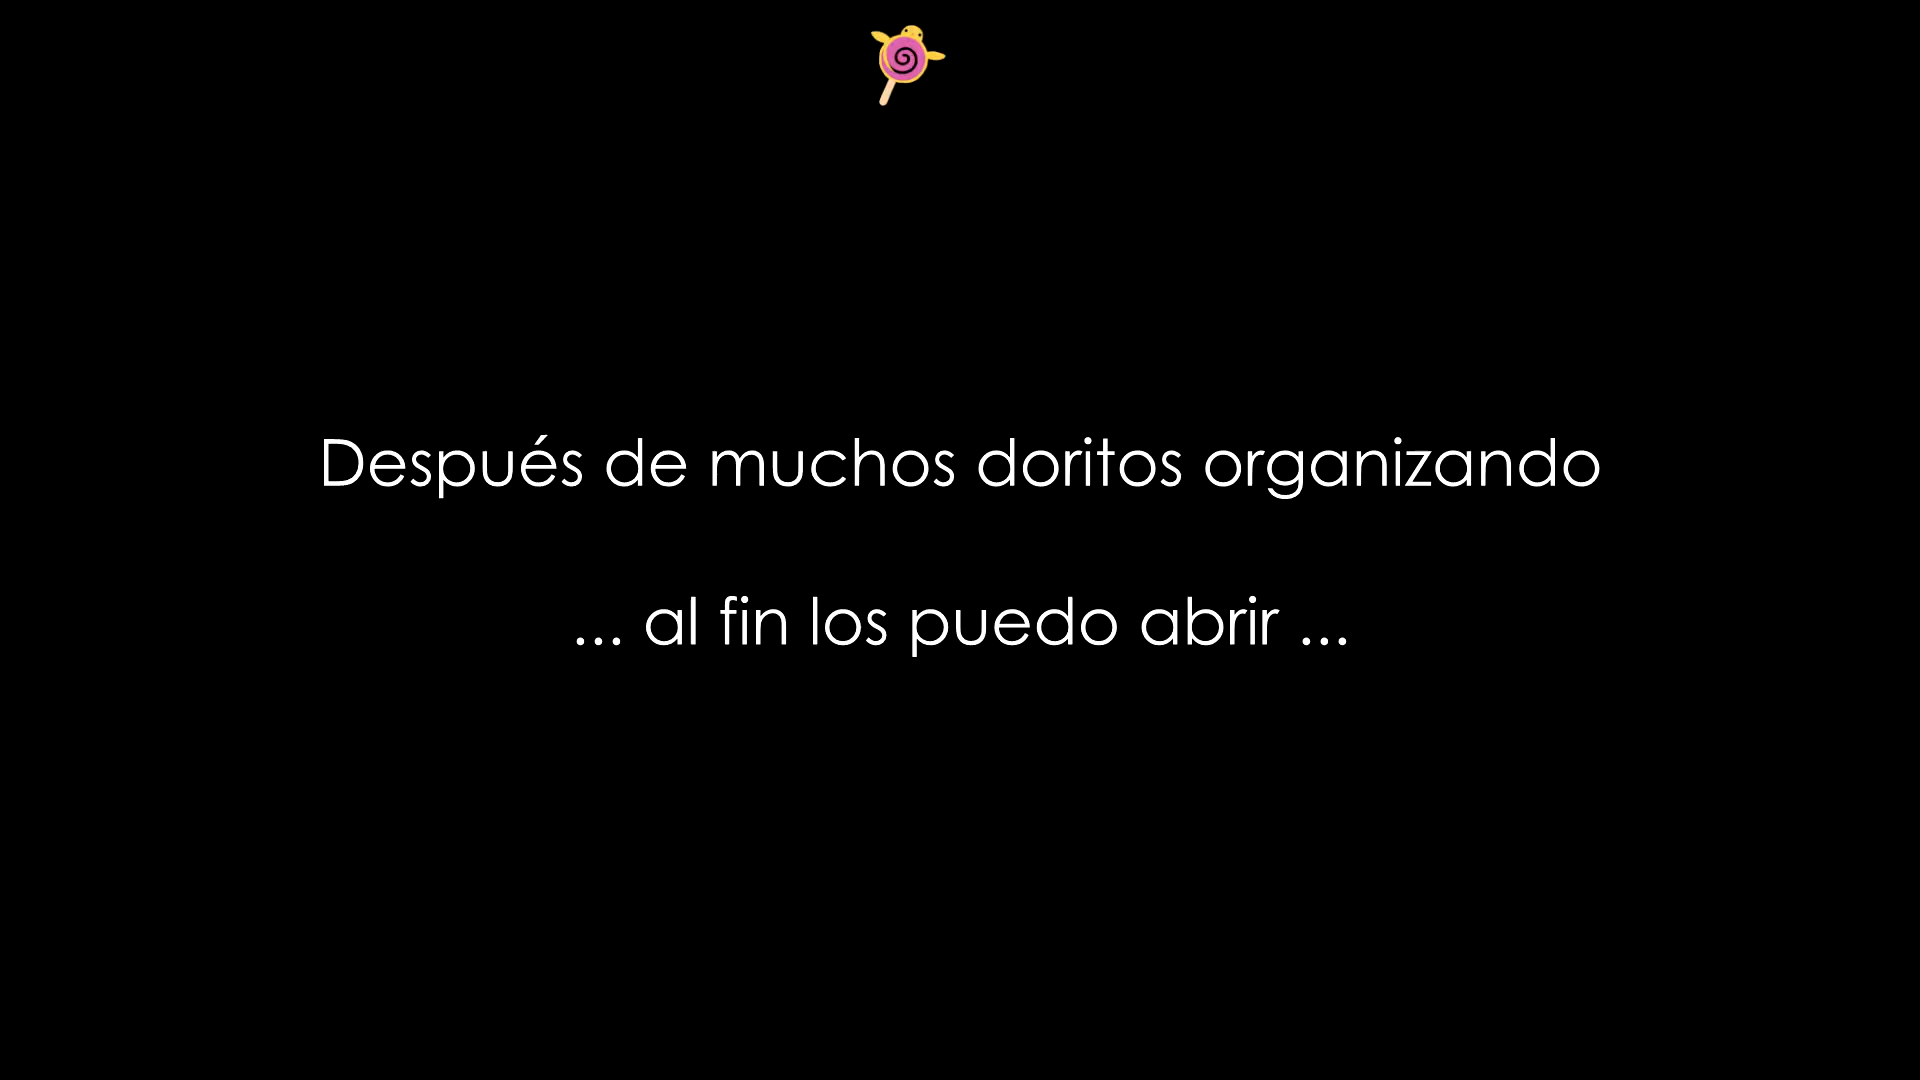 Después de muchos doritos organizando
... al fin los puedo abrir ...